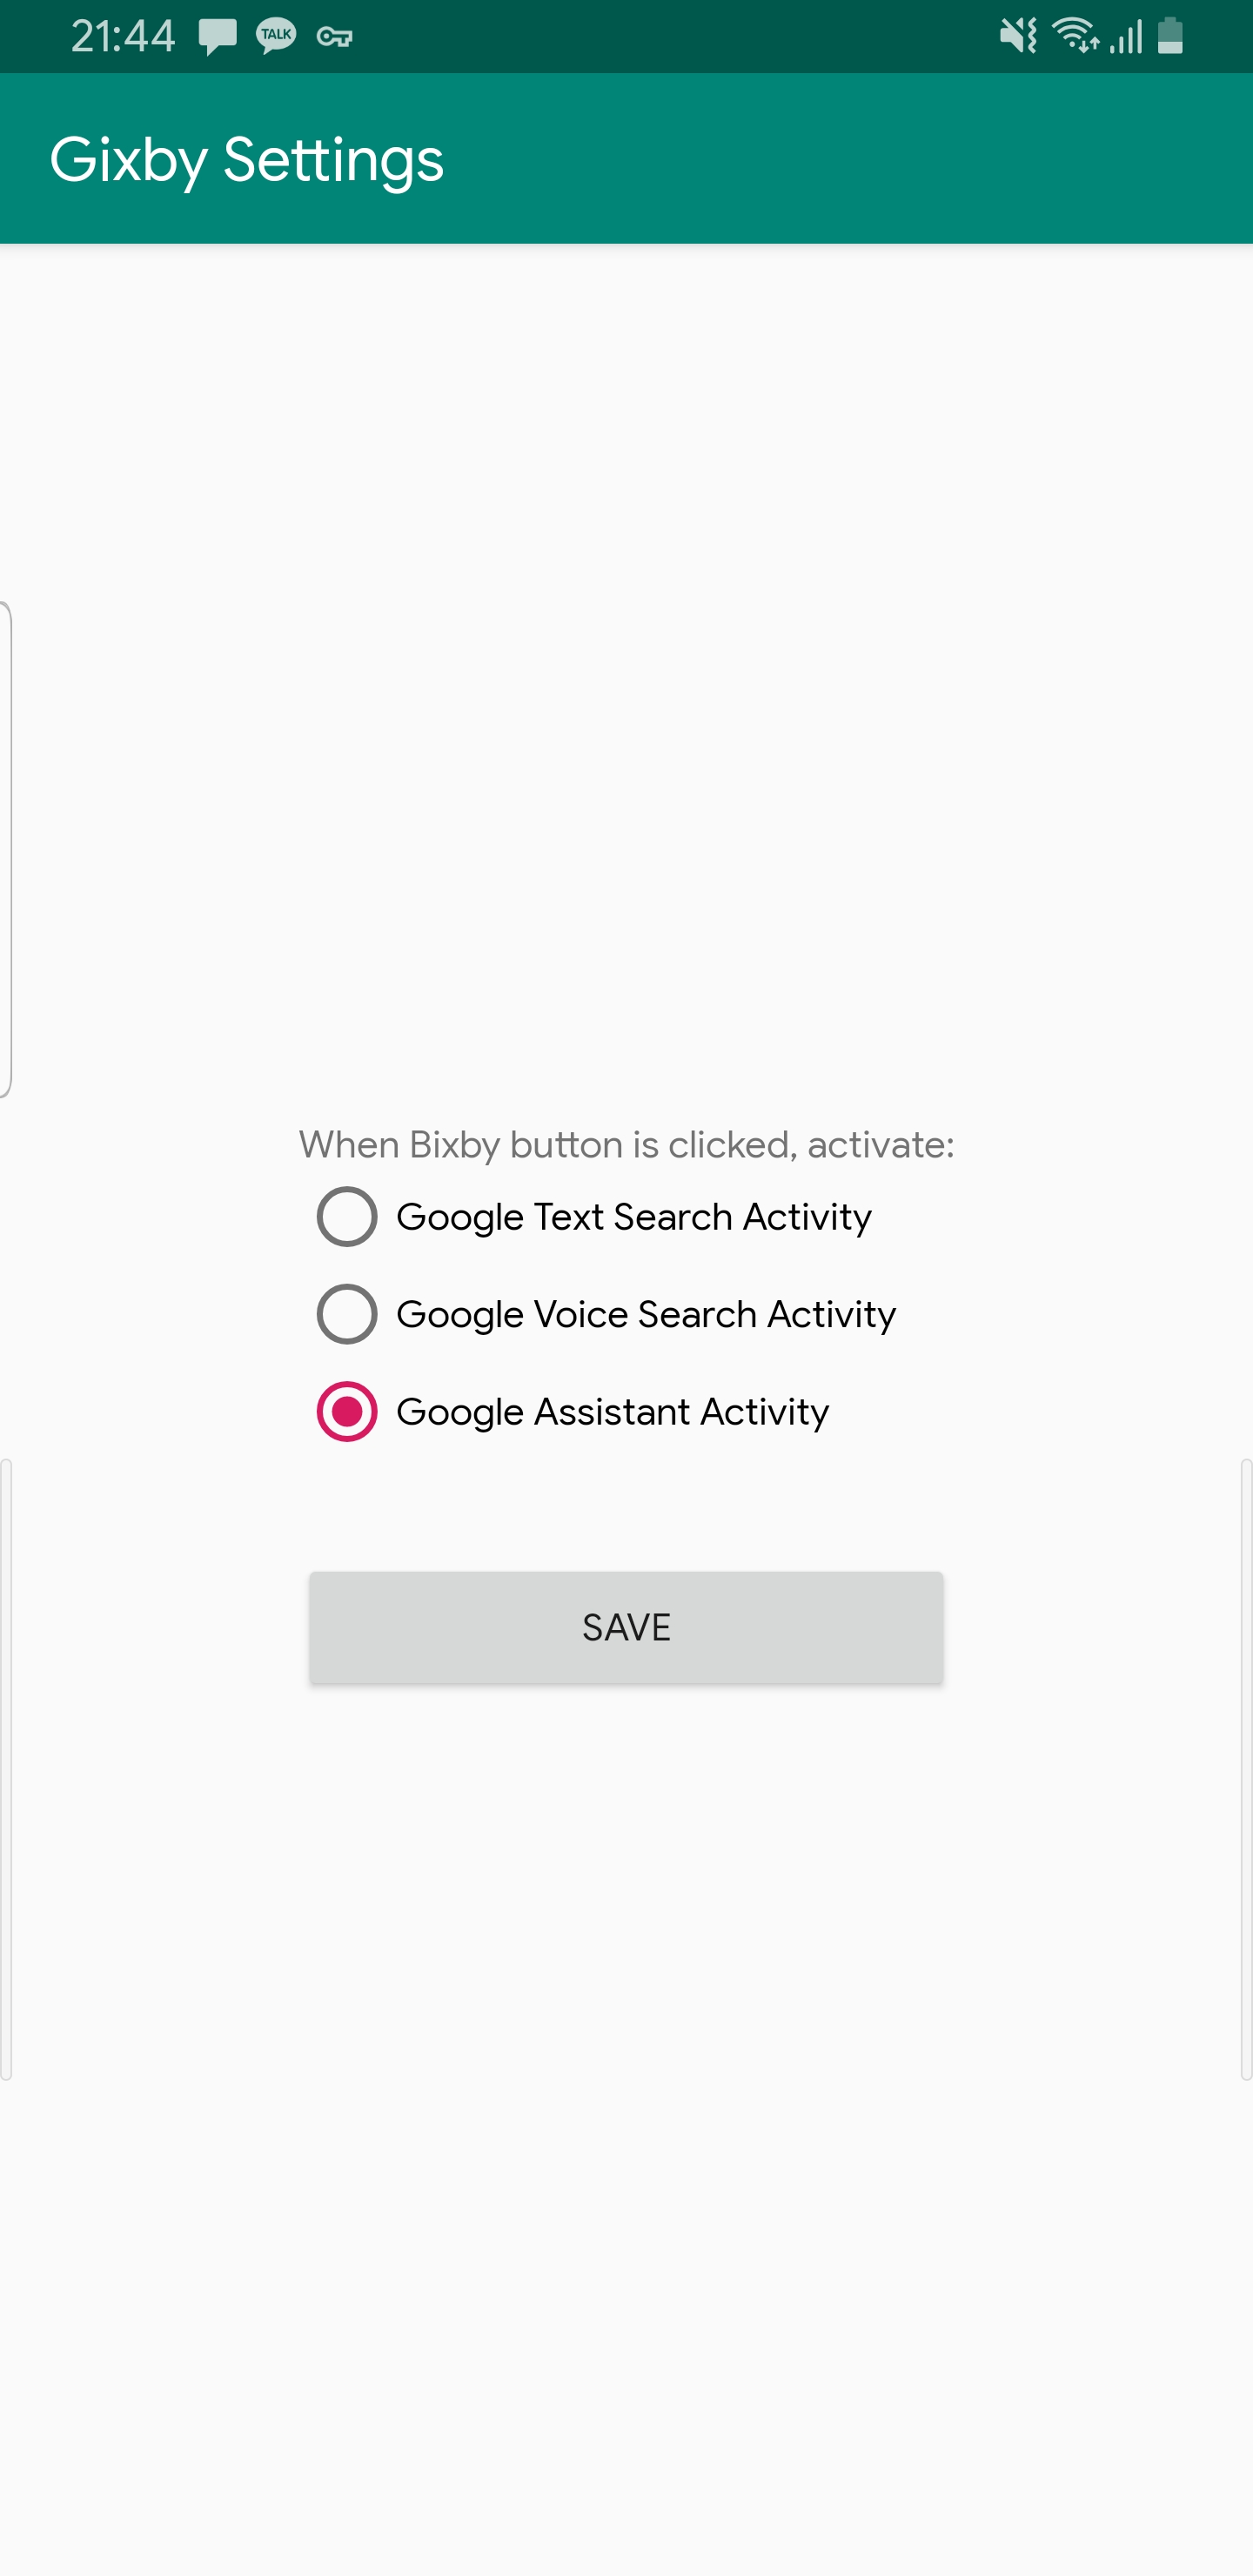 21:44 TALK
Gixby Settings
When Bixby button is clicked, activate:
Google Text Search Activity
Google Voice Search Activity
Google Assistant Activity
SAVE